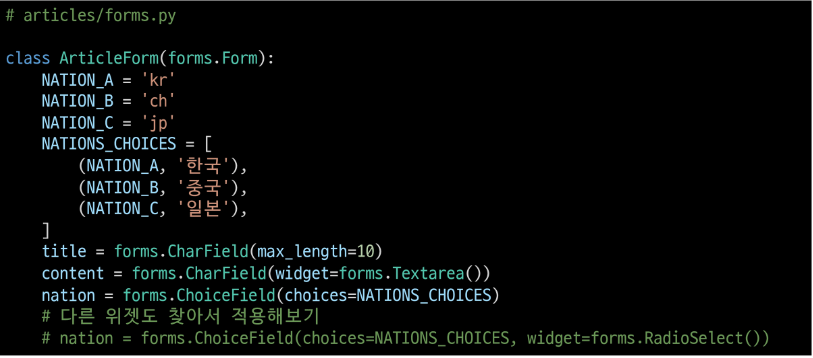 # articles/forms.py

class ArticleForm(forms.Form):
    NATION_A = 'kr'
    NATION_B = 'ch'
    NATION_C = 'jp'
    NATIONS_CHOICES = [
        (NATION_A, '한국'),
        (NATION_B, '중국'),
        (NATION_C, '일본'),
    ]
    title = forms.CharField(max_length=10)
    content = forms.CharField(widget=forms.Textarea())
    nation = forms.ChoiceField(choices=NATIONS_CHOICES)
    # 다른 위젯도 찾아서 적용해보기
    # nation = forms.ChoiceField(choices=NATIONS_CHOICES, widget=forms.RadioSelect())